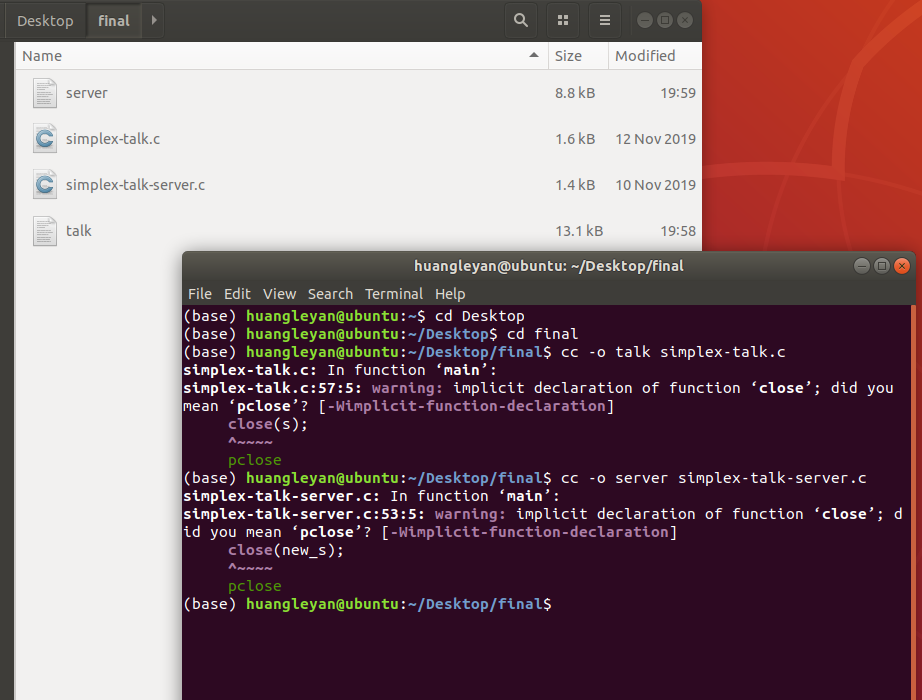 Desktop final
Name Size Modified
server 8.8 kB 19:59
simplex-talk.c 1.6 kB 12 Nov 2019
simplex-talk-server.c 1.4 kB 10 Nov 2019
talk 13.1 kB 19:58
huangleyan@ubuntu: ~/Desktop/final
File Edit View Search Terminal Help
(base) huangleyan@ubuntu:~$ cd Desktop
(base) huangleyan@ubuntu:~/Desktop$ cd final
(base) huangleyan@ubuntu:~/Desktop/final$ cc -o talk simplex-talk.c
simplex-talk.c: In function ‘main’:
simplex-talk.c:57:5: warning: implicit declaration of function ‘close’; did you
mean ‘pclose’? [-Wimplicit-function-declaration]
     close(s);
     ^~~~~
     pclose
(base) huangleyan@ubuntu:~/Desktop/final$ cc -o server simplex-talk-server.c
simplex-talk-server.c: In function ‘main’:
simplex-talk-server.c:53:5: warning: implicit declaration of function ‘close’; d
id you mean ‘pclose’? [-Wimplicit-function-declaration]
     close(new_s);
     ^~~~~
     pclose
(base) huangleyan@ubuntu:~/Desktop/final$